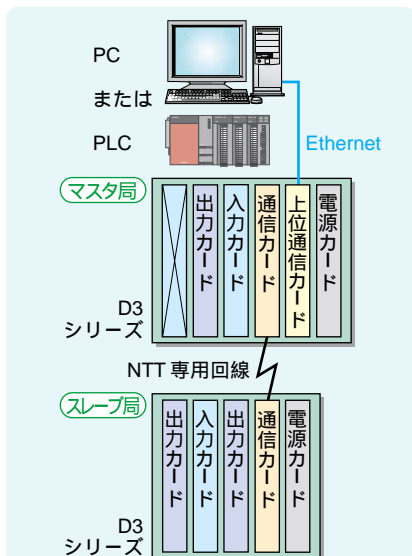 PC
または
PLC
Ethernet
マスタ局
出力カード
入力カード
通信カード
上位通信カード
電源カード
D3
シリーズ
NTT 専用回線
スレーブ局
出力カード
入力カード
出力カード
通信カード
電源カード
D3
シリーズ